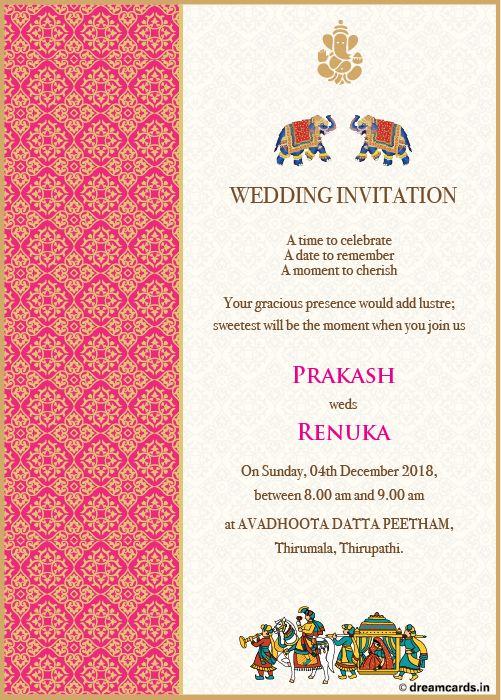 WEDDING INVITATION
A time to celebrate
A date to remember
A moment to cherish
Your gracious presence would add lustre;
sweetest will be the moment when you join us
PRAKASH
weds
RENUKA
On Sunday, 04th December 2018,
between 8.00 am and 9.00 am
at AVADHOOTA DATTA PEETHAM,
Thirumala, Thirupathi.
© dreamcards.in